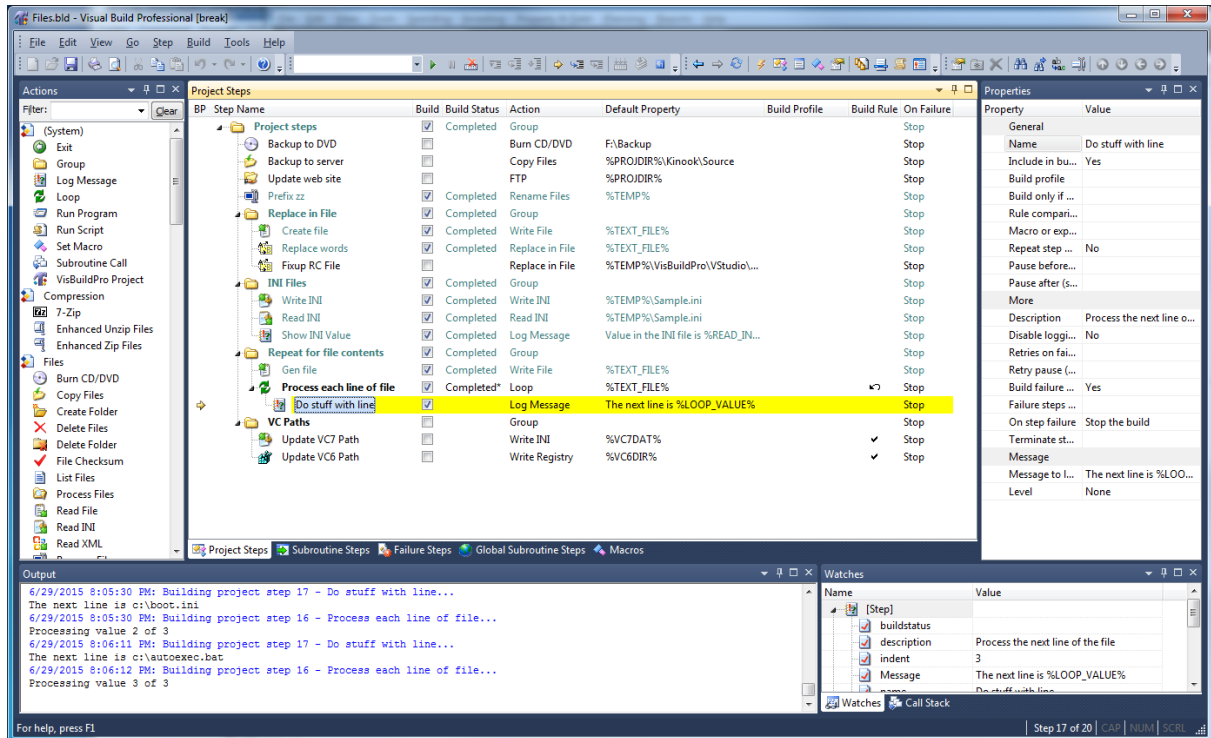 Files.bld - Visual Build Professional [break]
File Edit View Go Step Build Tools Help
Actions
Filter: Clear
(System)
Exit
Group
Log Message
Loop
Run Program
Run Script
Set Macro
Subroutine Call
VisBuildPro Project
Compression
7-Zip
Enhanced Unzip Files
Enhanced Zip Files
Files
Burn CD/DVD
Copy Files
Create Folder
Delete Files
Delete Folder
File Checksum
List Files
Process Files
Read File
Read INI
Read XML
Project Steps
BP Step Name Build Build Status Action Default Property Build Profile Build Rule On Failure
Project steps Completed Group Stop
Backup to DVD Burn CD/DVD F:\Backup Stop
Backup to server Copy Files %PROJDIR%\Kinook\Source Stop
Update web site FTP %PROJDIR% Stop
Prefix zz Completed Rename Files %TEMP% Stop
Replace in File Completed Group Stop
Create file Completed Write File %TEXT_FILE% Stop
Replace words Completed Replace in File %TEXT_FILE% Stop
Fixup RC File Replace in File %TEMP%\VisBuildPro\VStudio\... Stop
INI Files Completed Group Stop
Write INI Completed Write INI %TEMP%\Sample.ini Stop
Read INI Completed Read INI %TEMP%\Sample.ini Stop
Show INI Value Completed Log Message Value in the INI file is %READ_IN... Stop
Repeat for file contents Completed Group Stop
Gen file Completed Write File %TEXT_FILE% Stop
Process each line of file Completed* Loop %TEXT_FILE% Stop
Do stuff with line Log Message The next line is %LOOP_VALUE% Stop
VC Paths Group Stop
Update VC7 Path Write INI %VC7DAT% Stop
Update VC6 Path Write Registry %VC6DIR% Stop
Project Steps Subroutine Steps Failure Steps Global Subroutine Steps Macros
Properties
Property Value
General
Name Do stuff with line
Include in bu... Yes
Build profile
Build only if ...
Rule compari...
Macro or exp...
Repeat step ... No
Pause before...
Pause after (s...
More
Description Process the next line o...
Disable loggi... No
Retries on fai...
Retry pause (...
Build failure ... Yes
Failure steps ...
On step failure Stop the build
Terminate st...
Message
Message to l... The next line is %LOO...
Level None
Output
6/29/2015 8:05:30 PM: Building project step 17 - Do stuff with line...
The next line is c:\boot.ini
6/29/2015 8:05:30 PM: Building project step 16 - Process each line of file...
Processing value 2 of 3
6/29/2015 8:06:11 PM: Building project step 17 - Do stuff with line...
The next line is c:\autoexec.bat
6/29/2015 8:06:12 PM: Building project step 16 - Process each line of file...
Processing value 3 of 3
Watches
Name Value
[Step]
buildstatus
description Process the next line of the file
indent 3
Message The next line is %LOOP_VALUE%
name Do stuff with line
Watches Call Stack
For help, press F1
Step 17 of 20 CAP NUM SCRL